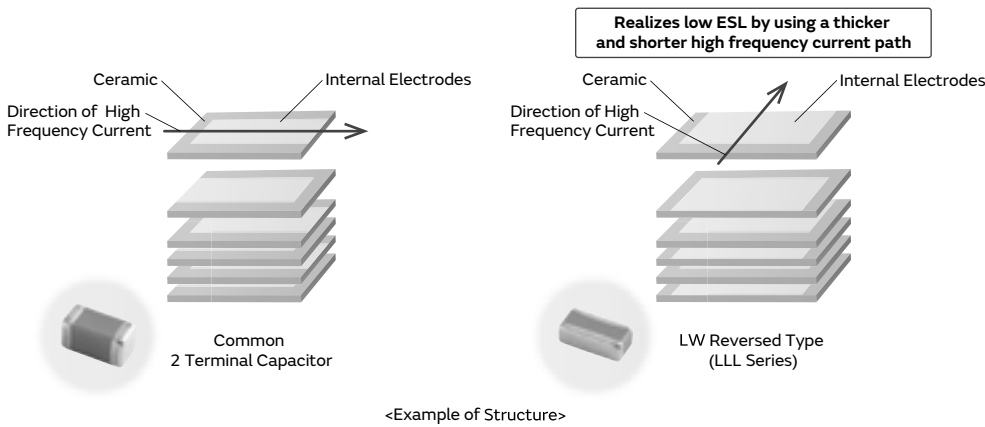 Realizes low ESL by using a thicker
and shorter high frequency current path
Ceramic
Internal Electrodes
Direction of High
Frequency Current
Ceramic
Internal Electrodes
Direction of High
Frequency Current
Common
2 Terminal Capacitor
LW Reversed Type
(LLL Series)
<Example of Structure>